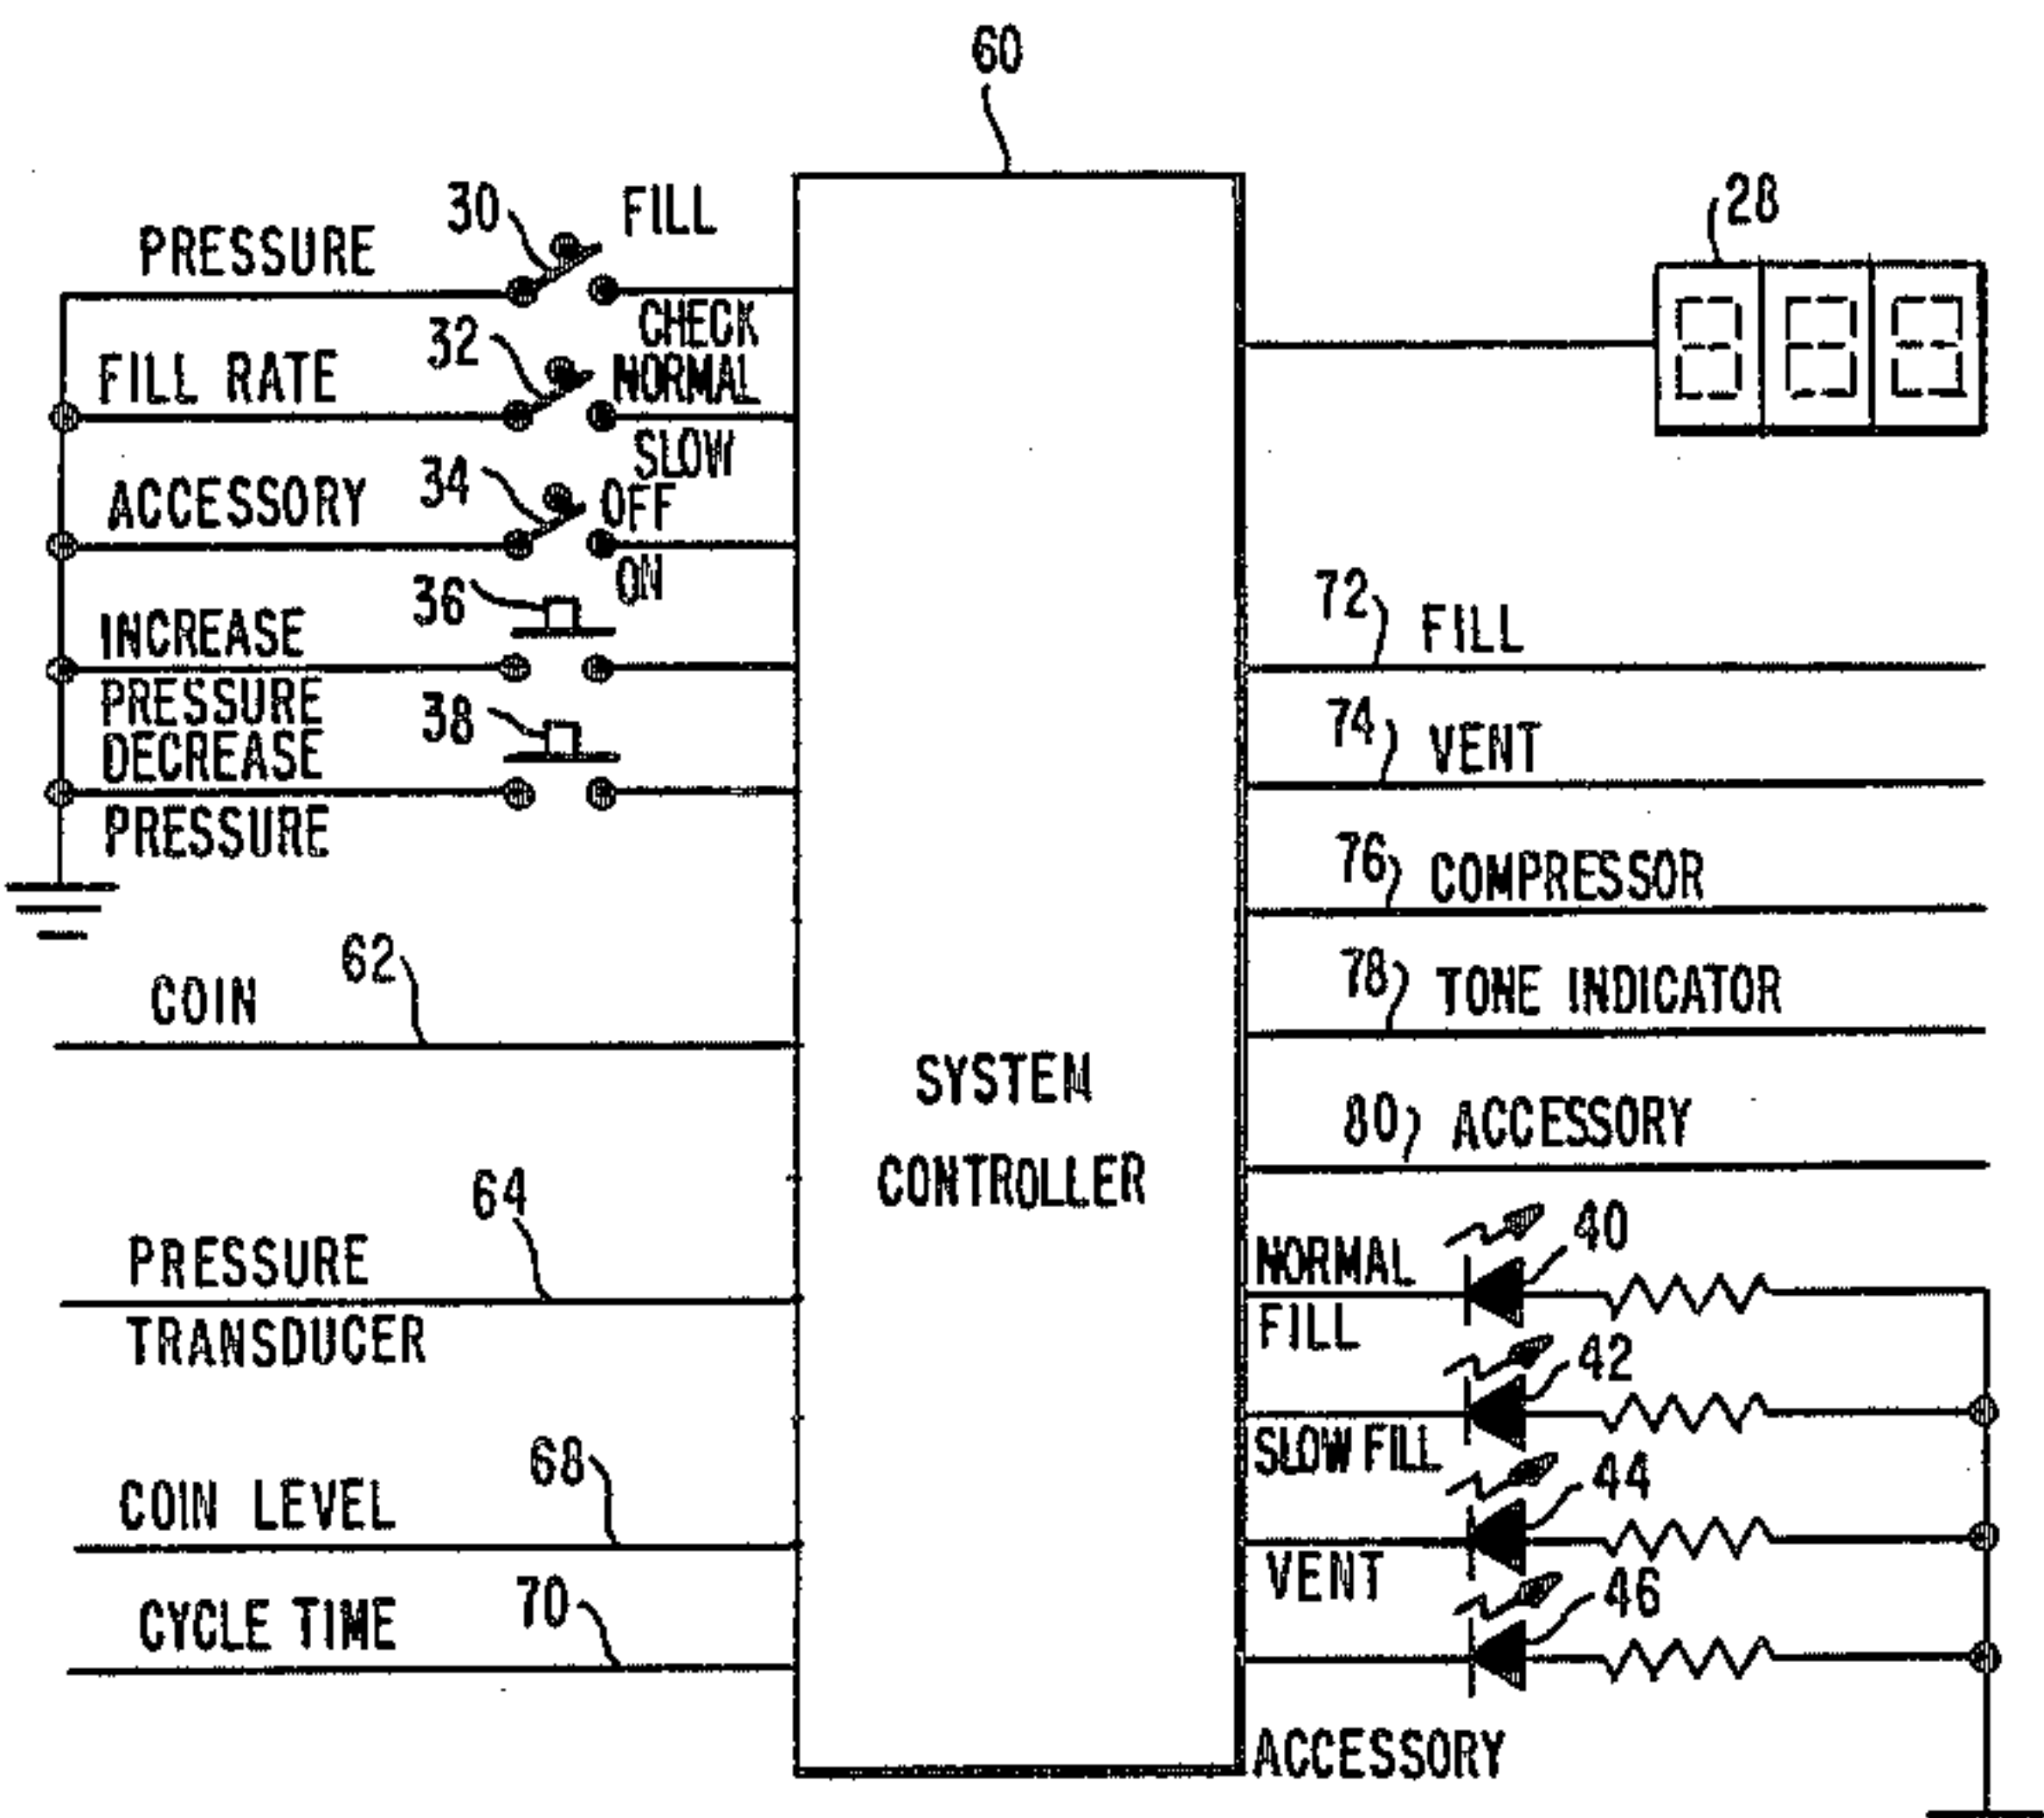 60
30 FILL
PRESSURE
CHECK
32 NORMAL
FILL RATE
SLOW
34 OFF
ACCESSORY
ON
36
INCREASE
PRESSURE
38
DECREASE
PRESSURE
COIN 62
64
PRESSURE
TRANSDUCER
68
COIN LEVEL
70
CYCLE TIME
SYSTEM
CONTROLLER
28
72 FILL
74 VENT
76 COMPRESSOR
78 TONE INDICATOR
80 ACCESSORY
40
NORMAL
FILL
42
SLOW FILL
44
VENT
46
ACCESSORY